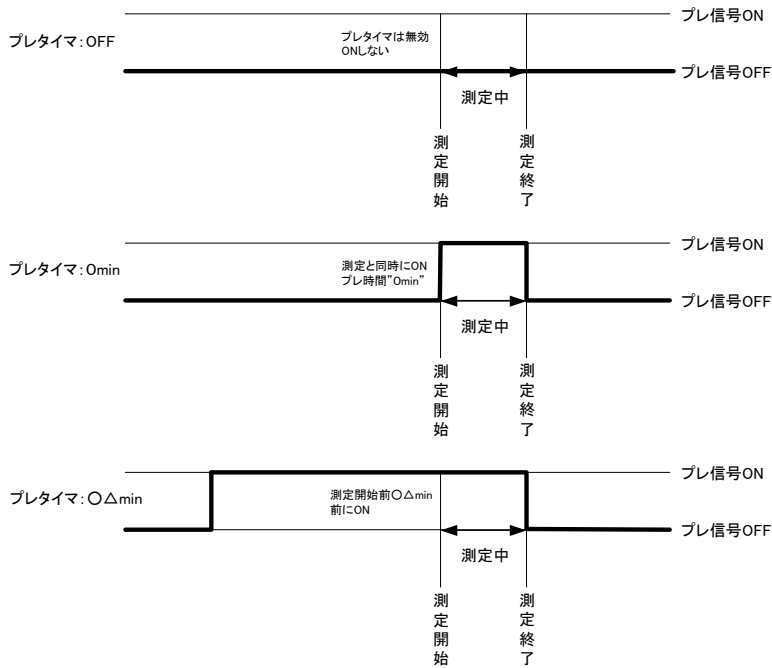 プレ信号ON
プレタイマ：OFF
プレタイマは無効
ONしない
プレ信号OFF
測定中
測定開始
測定終了
プレ信号ON
プレタイマ：0min
測定と同時にON
プレ時間”0min”
プレ信号OFF
測定中
測定開始
測定終了
プレ信号ON
プレタイマ：○△min
測定開始前○△min
前にON
プレ信号OFF
測定中
測定開始
測定終了